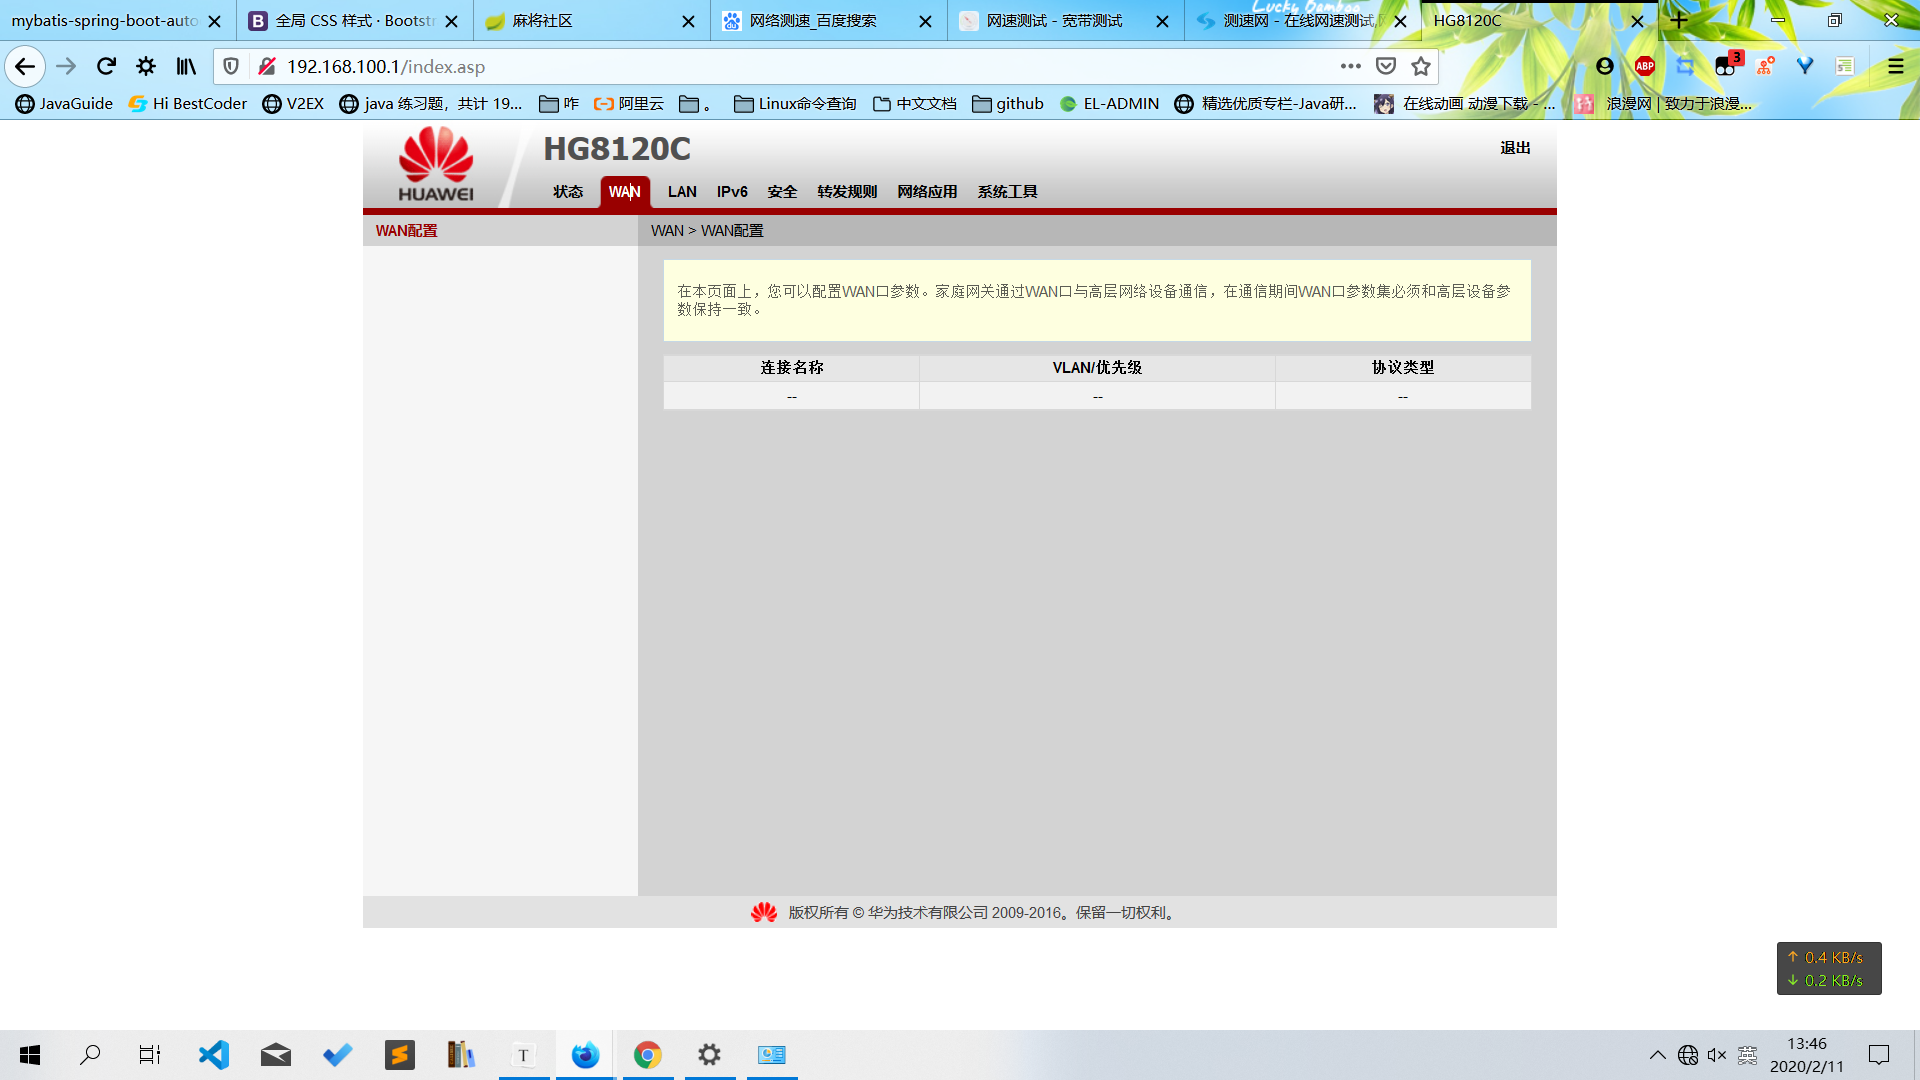 mybatis-spring-boot-auto
全局 CSS 样式 · Bootstr
麻将社区
网络测速_百度搜索
网速测试 - 宽带测试
测速网 - 在线网速测试,网
Lucky Bamboo
HG8120C
192.168.100.1/index.asp
ABP
3
JavaGuide
Hi BestCoder
V2EX
java 练习题，共计 19...
咋
阿里云
。
Linux命令查询
中文文档
github
EL-ADMIN
精选优质专栏-Java研...
在线动画 动漫下载 - ...
浪漫网 | 致力于浪漫...
HUAWEI
HG8120C
退出
状态
WAN
LAN
IPv6
安全
转发规则
网络应用
系统工具
WAN配置
WAN > WAN配置
在本页面上，您可以配置WAN口参数。家庭网关通过WAN口与高层网络设备通信，在通信期间WAN口参数集必须和高层设备参
数保持一致。
连接名称
VLAN/优先级
协议类型
--
--
--
版权所有 © 华为技术有限公司 2009-2016。保留一切权利。
↑ 0.4 KB/s
↓ 0.2 KB/s
T
英
13:46
2020/2/11